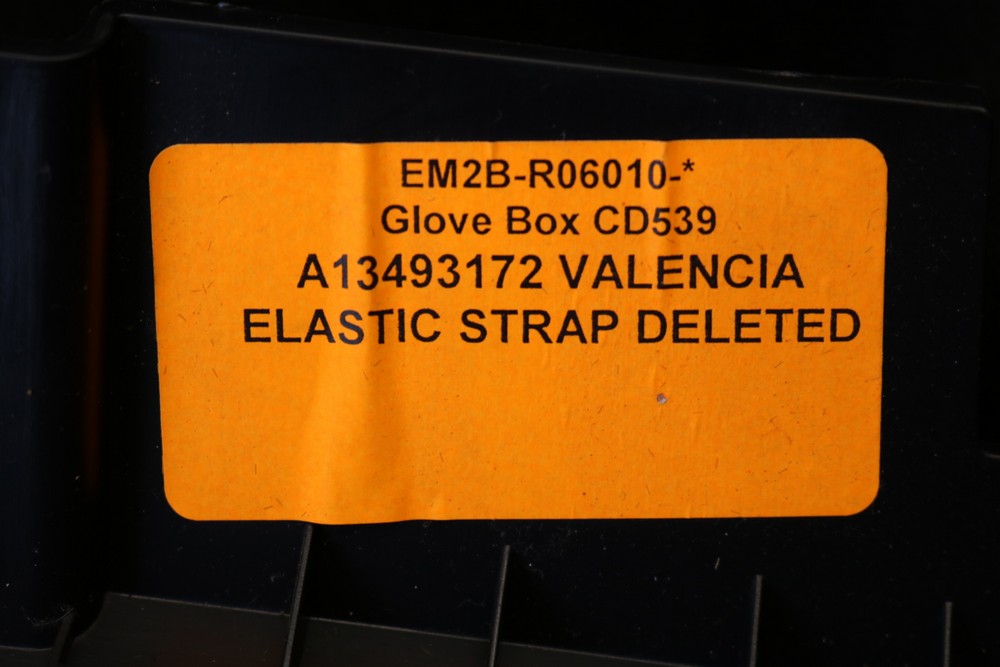 EM2B-R06010-*
Glove Box CD539
A13493172 VALENCIA
ELASTIC STRAP DELETED